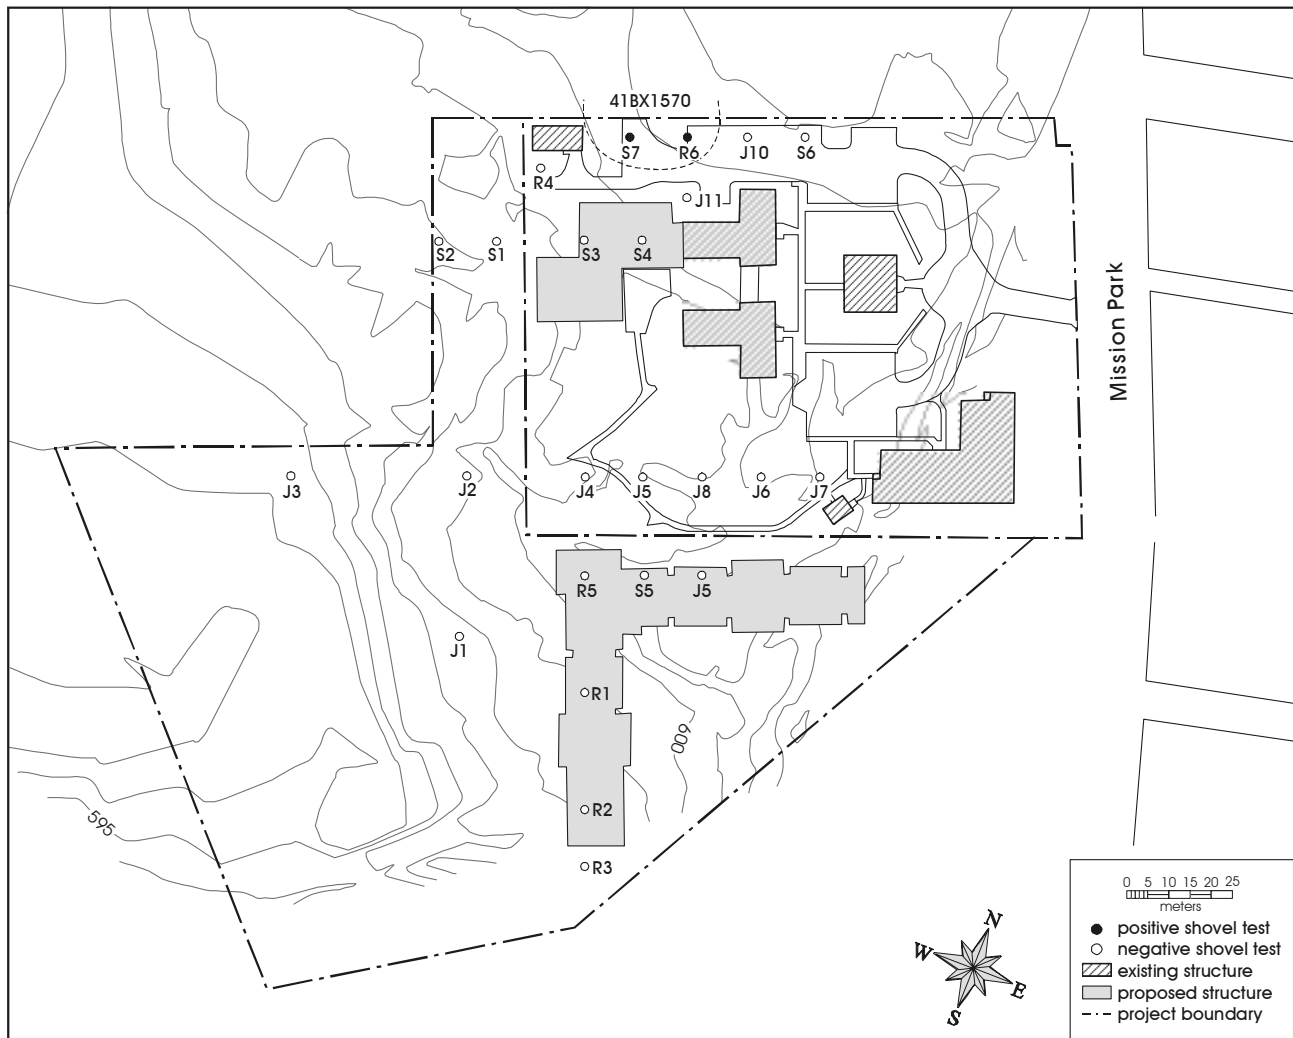 41BX1570
S7
R6
J10
S6
R4
J11
S2
S1
S3
S4
Mission Park
J3
J2
J4
J5
J8
J6
J7
R5
S5
J5
J1
R1
600
R2
595
R3
0 5 10 15 20 25
meters
positive shovel test
negative shovel test
existing structure
proposed structure
project boundary
N
W
E
S